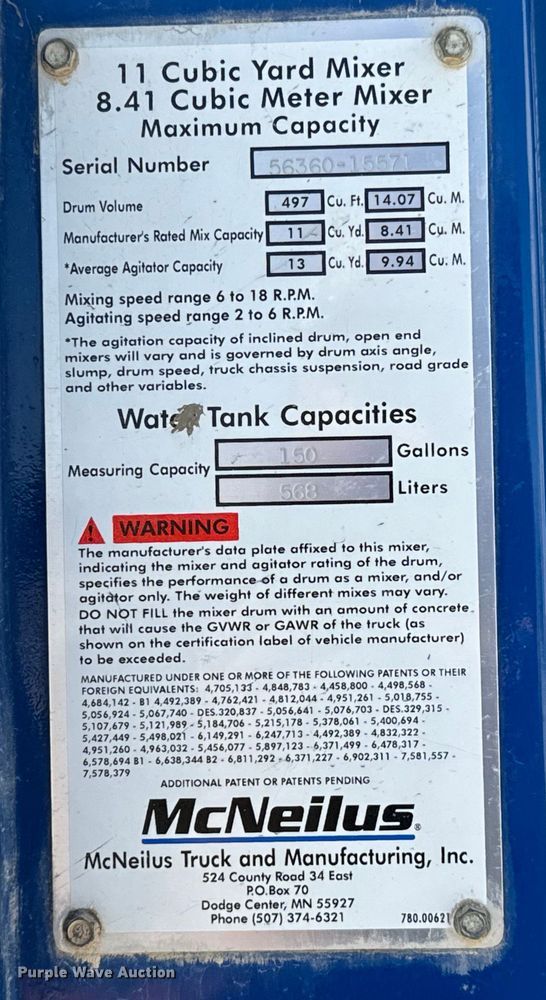 11 Cubic Yard Mixer
8.41 Cubic Meter Mixer
Maximum Capacity
Serial Number 56360-15571
Drum Volume 497 Cu. Ft. 14.07 Cu. M.
Manufacturer's Rated Mix Capacity 11 Cu. Yd. 8.41 Cu. M.
*Average Agitator Capacity 13 Cu. Yd. 9.94 Cu. M.
Mixing speed range 6 to 18 R.P.M.
Agitating speed range 2 to 6 R.P.M.
*The agitation capacity of inclined drum, open end
mixers will vary and is governed by drum axis angle,
slump, drum speed, truck chassis suspension, road grade
and other variables.
Water Tank Capacities
Measuring Capacity 150 Gallons
568 Liters
WARNING
The manufacturer's data plate affixed to this mixer,
indicating the mixer and agitator rating of the drum,
specifies the performance of a drum as a mixer, and/or
agitator only. The weight of different mixes may vary.
DO NOT FILL the mixer drum with an amount of concrete
that will cause the GVWR or GAWR of the truck (as
shown on the certification label of vehicle manufacturer)
to be exceeded.
MANUFACTURED UNDER ONE OR MORE OF THE FOLLOWING PATENTS OR THEIR
FOREIGN EQUIVALENTS: 4,705,133 - 4,848,783 - 4,458,800 - 4,498,568 -
4,684,142 - B1 4,492,389 - 4,762,421 - 4,812,044 - 4,951,261 - 5,018,755 -
5,056,924 - 5,067,740 - DES.320,837 - 5,056,641 - 5,076,703 - DES.329,315 -
5,107,679 - 5,121,989 - 5,184,706 - 5,215,178 - 5,378,061 - 5,400,694 -
5,427,449 - 5,498,021 - 6,149,291 - 6,247,713 - 4,492,389 - 4,832,322 -
4,951,260 - 4,963,032 - 5,456,077 - 5,897,123 - 6,371,499 - 6,478,317 -
6,578,694 B1 - 6,638,344 B2 - 6,811,292 - 6,371,227 - 6,902,311 - 7,581,557 -
7,578,379
ADDITIONAL PATENT OR PATENTS PENDING
McNeilus®
McNeilus Truck and Manufacturing, Inc.
524 County Road 34 East
P.O.Box 70
Dodge Center, MN 55927
Phone (507) 374-6321 780.00621
Purple Wave Auction